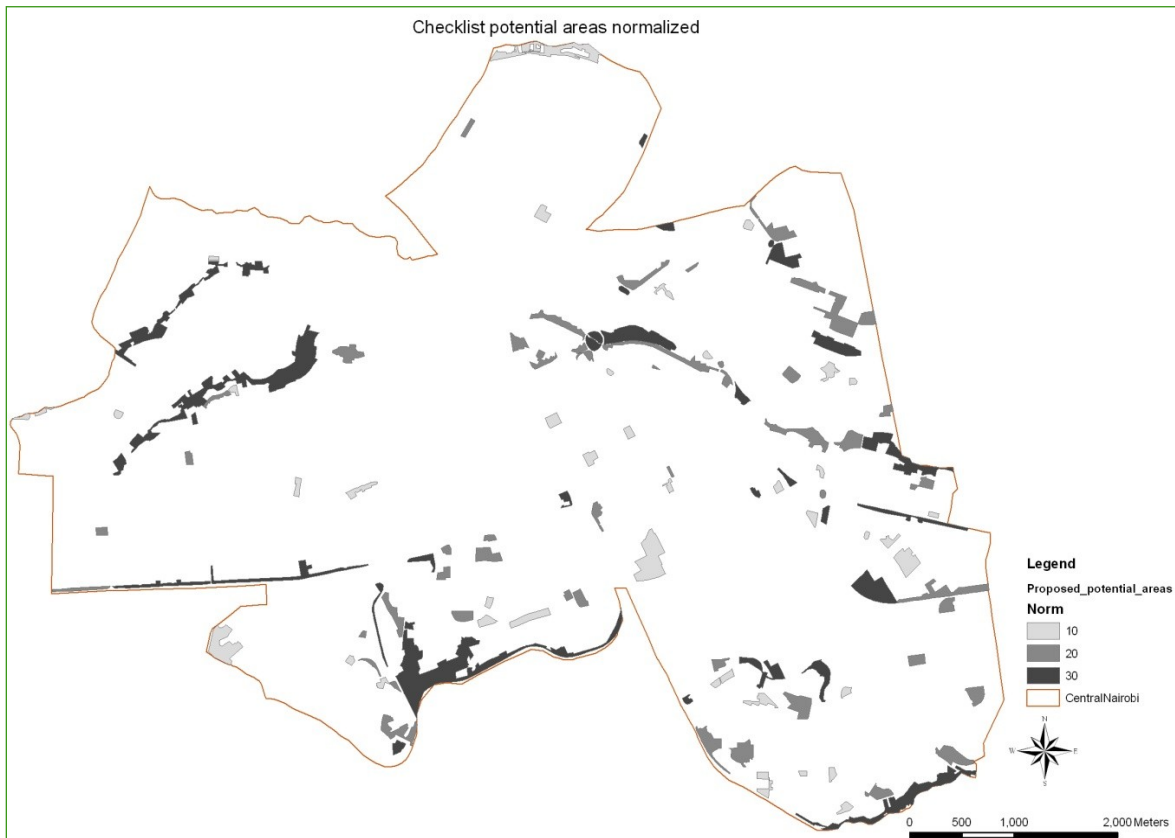 Checklist potential areas normalized
Legend
Proposed_potential_areas
Norm
10
20
30
CentralNairobi
N
W E
S
0 500 1,000 2,000 Meters